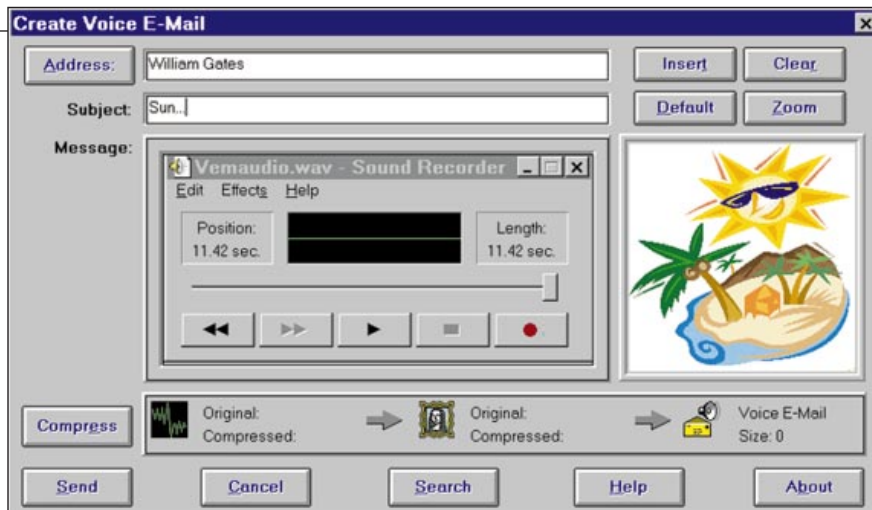 Create Voice E-Mail
Address: William Gates Insert Clear
Subject: Sun... Default Zoom
Message:
Vemaudio.wav - Sound Recorder
Edit Effects Help
Position: Length:
11.42 sec. 11.42 sec.
Compress Original: Original: Voice E-Mail
Compressed: Compressed: Size: 0
Send Cancel Search Help About